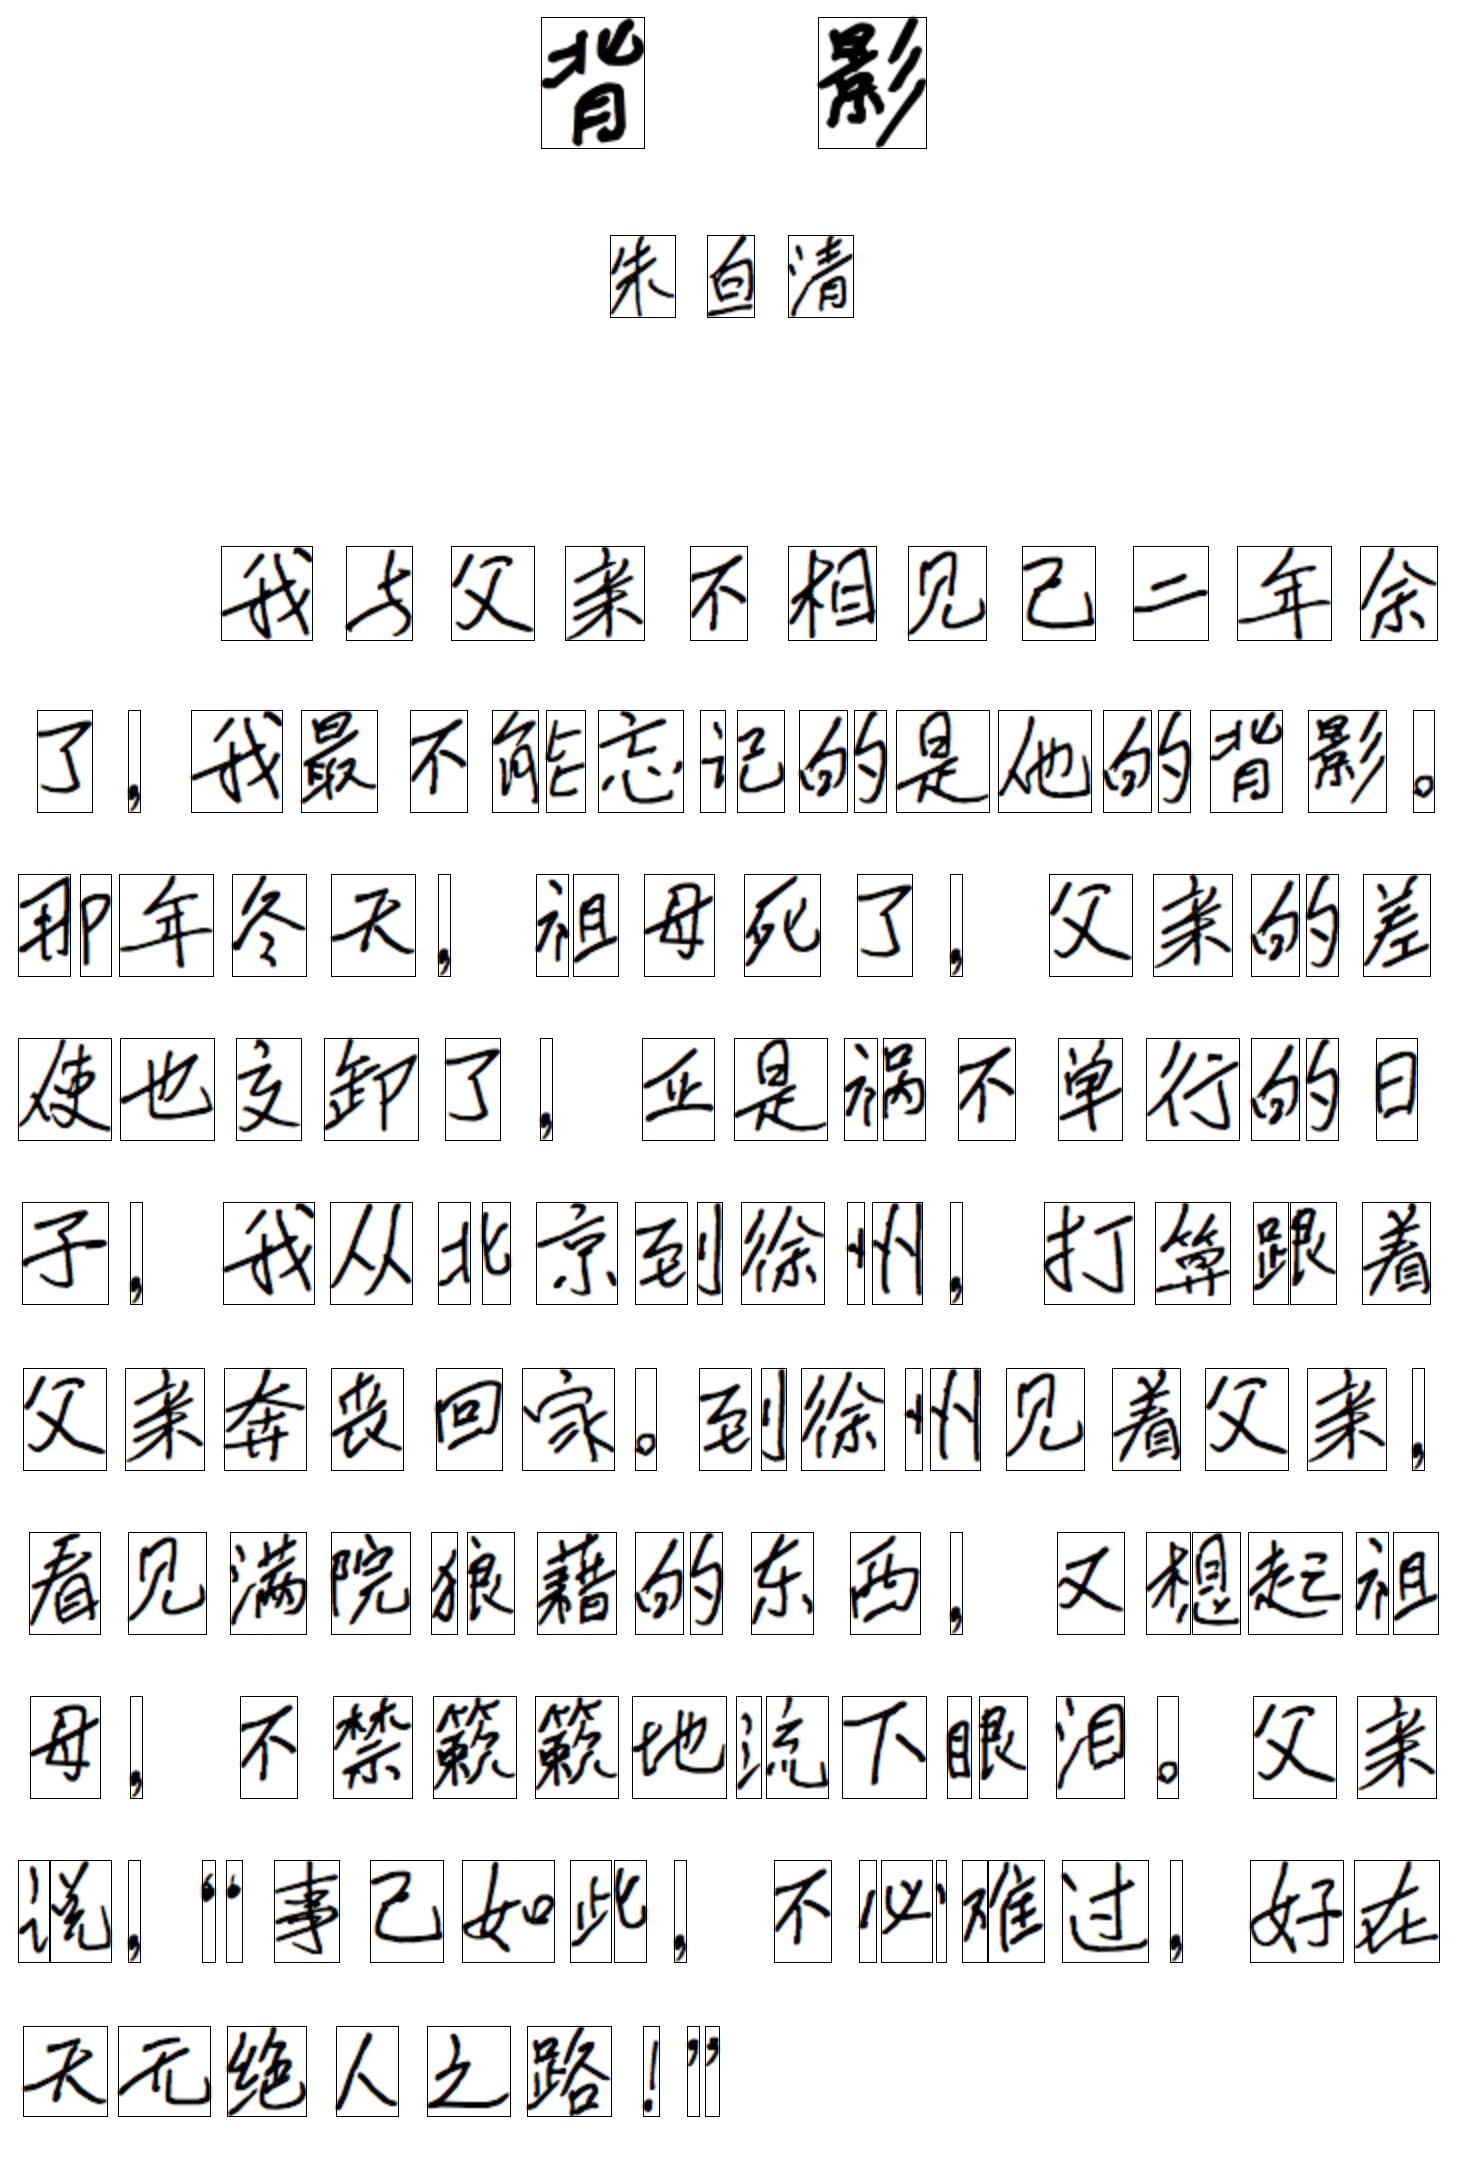 背影
朱自清
我与父亲不相见已二年余
了，我最不能忘记的是他的背影。
那年冬天，祖母死了，父亲的差
使也交卸了，正是祸不单行的日
子，我从北京到徐州，打算跟着
父亲奔丧回家。到徐州见着父亲，
看见满院狼藉的东西，又想起祖
母，不禁簌簌地流下眼泪。父亲
说，“事已如此，不必难过，好在
天无绝人之路！”